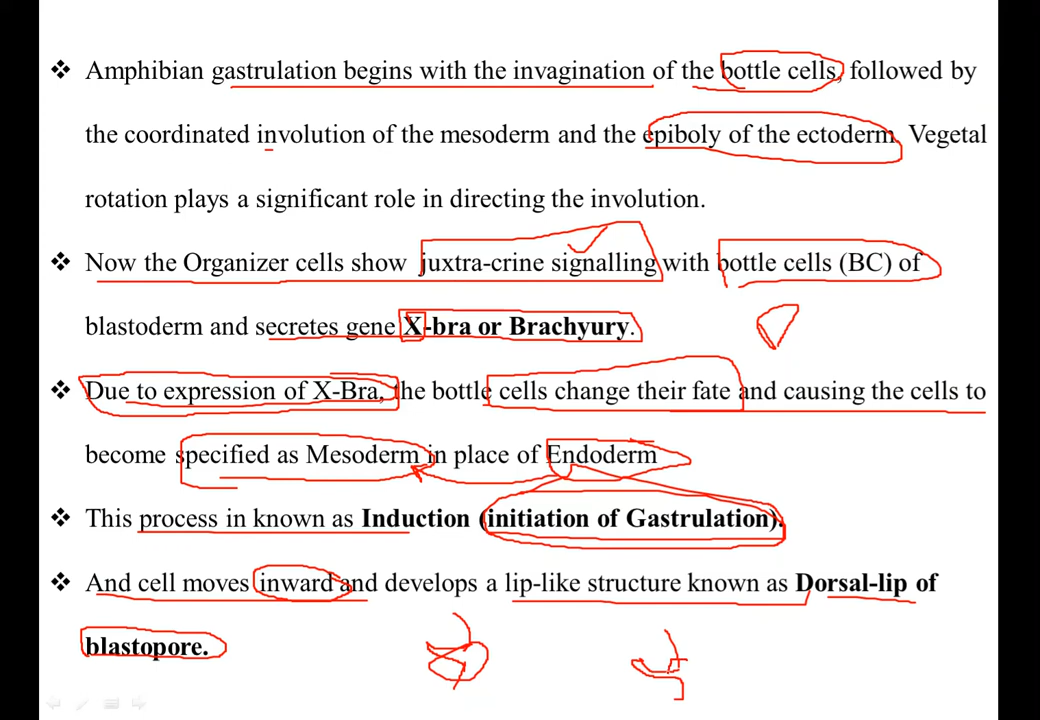 ❖ Amphibian gastrulation begins with the invagination of the bottle cells, followed by
the coordinated involution of the mesoderm and the epiboly of the ectoderm. Vegetal
rotation plays a significant role in directing the involution.
❖ Now the Organizer cells show juxtra-crine signalling with bottle cells (BC) of
blastoderm and secretes gene X-bra or Brachyury.
❖ Due to expression of X-Bra, the bottle cells change their fate and causing the cells to
become specified as Mesoderm in place of Endoderm
❖ This process in known as Induction (initiation of Gastrulation).
❖ And cell moves inward and develops a lip-like structure known as Dorsal-lip of
blastopore.